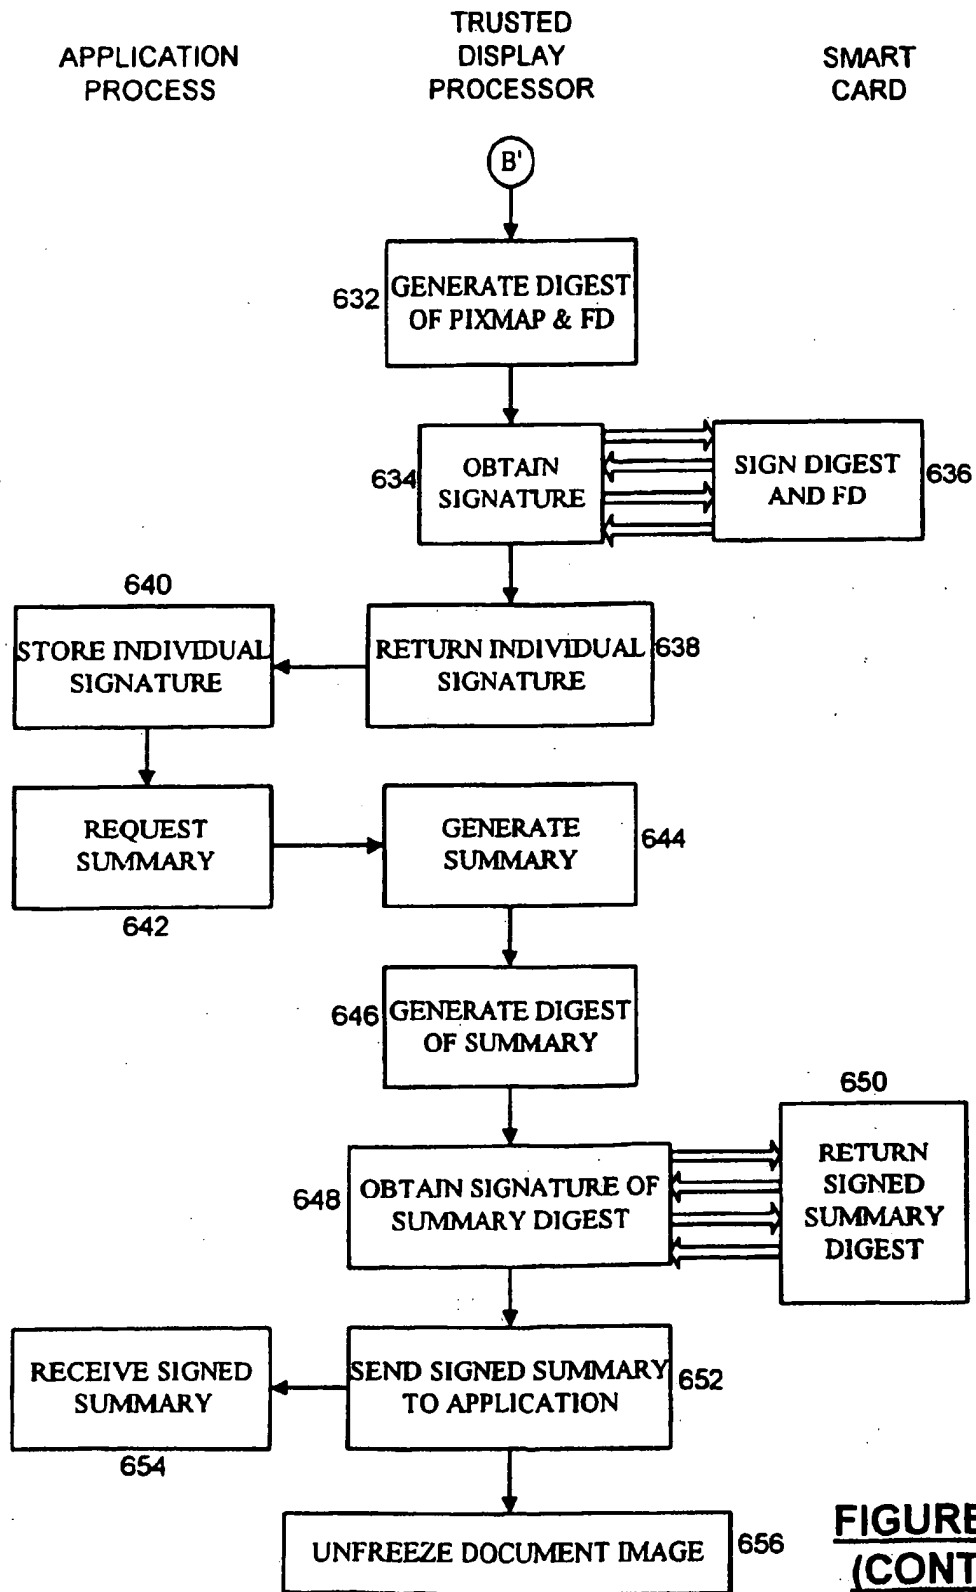 APPLICATION
PROCESS
TRUSTED
DISPLAY
PROCESSOR
SMART
CARD
B'
632
GENERATE DIGEST
OF PIXMAP & FD
634
OBTAIN
SIGNATURE
SIGN DIGEST
AND FD
636
640
STORE INDIVIDUAL
SIGNATURE
RETURN INDIVIDUAL
SIGNATURE
638
REQUEST
SUMMARY
642
GENERATE
SUMMARY
644
646
GENERATE DIGEST
OF SUMMARY
648
OBTAIN SIGNATURE OF
SUMMARY DIGEST
650
RETURN
SIGNED
SUMMARY
DIGEST
RECEIVE SIGNED
SUMMARY
654
SEND SIGNED SUMMARY
TO APPLICATION
652
UNFREEZE DOCUMENT IMAGE
656
FIGURE
(CONT